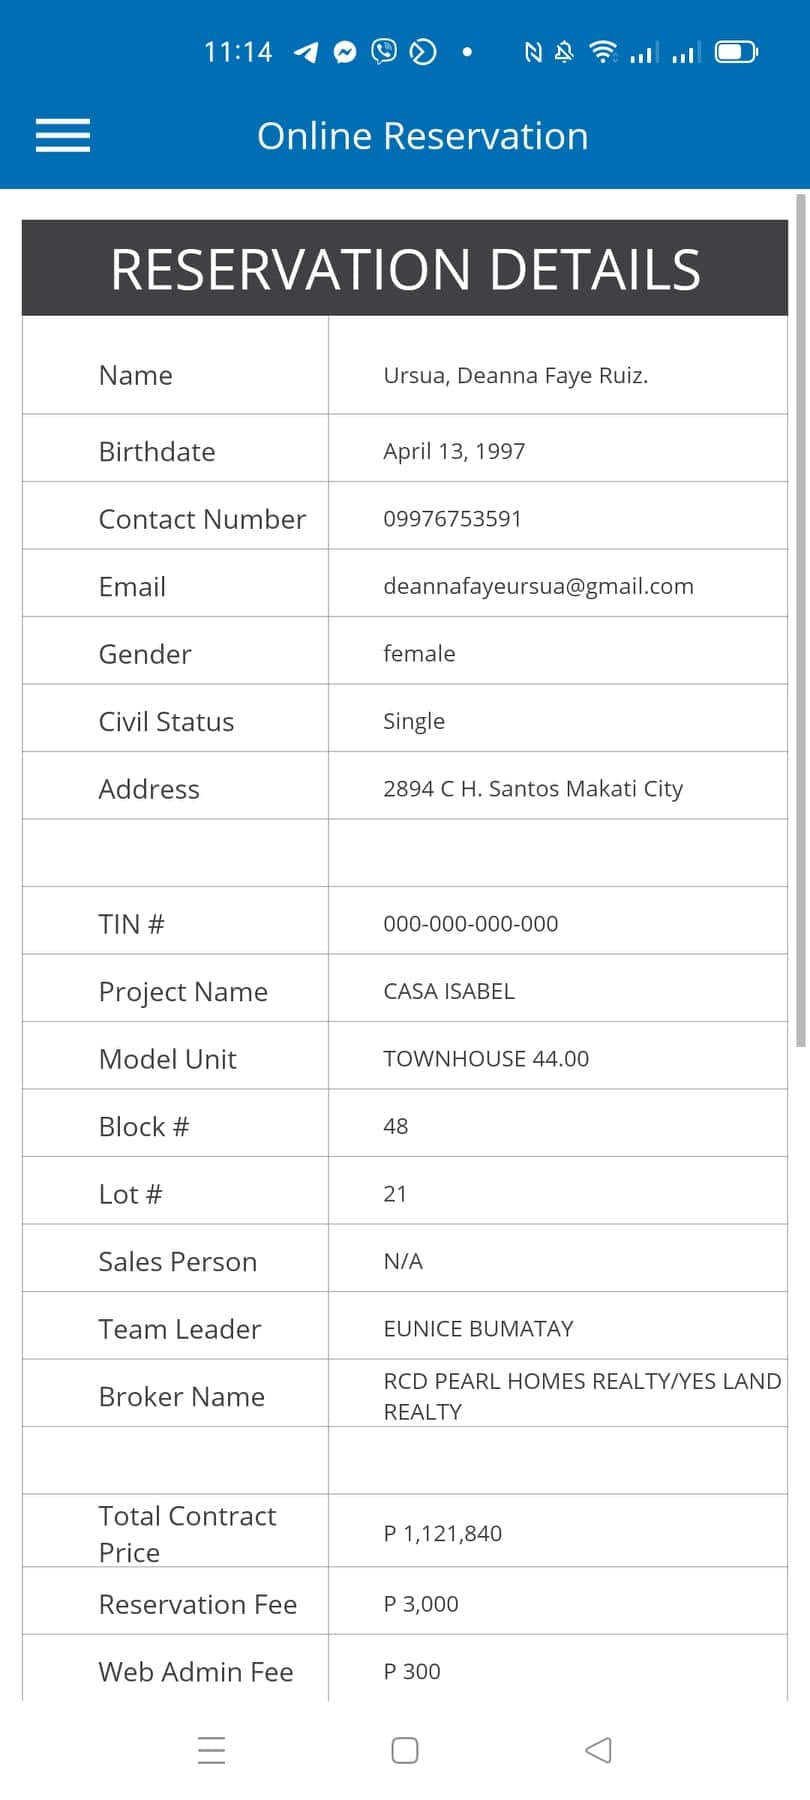 11:14
Online Reservation
RESERVATION DETAILS
Name Ursua, Deanna Faye Ruiz.
Birthdate April 13, 1997
Contact Number 09976753591
Email deannafayeursua@gmail.com
Gender female
Civil Status Single
Address 2894 C H. Santos Makati City
TIN # 000-000-000-000
Project Name CASA ISABEL
Model Unit TOWNHOUSE 44.00
Block # 48
Lot # 21
Sales Person N/A
Team Leader EUNICE BUMATAY
Broker Name RCD PEARL HOMES REALTY/YES LAND
REALTY
Total Contract
Price P 1,121,840
Reservation Fee P 3,000
Web Admin Fee P 300